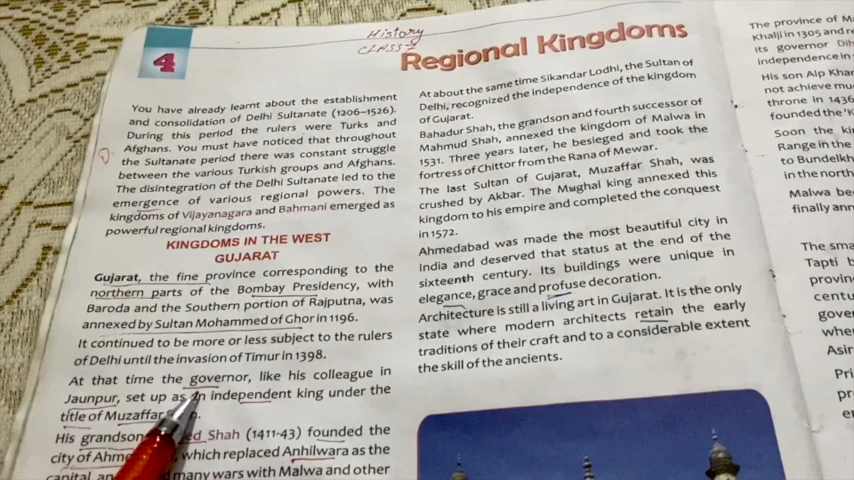 4
History
CLASS-7
Regional Kingdoms
You have already learnt about the establishment
and consolidation of Delhi Sultanate (1206–1526).
During this period the rulers were Turks and
Afghans. You must have noticed that throughout
the Sultanate period there was constant struggle
between the various Turkish groups and Afghans.
The disintegration of the Delhi Sultanate led to the
emergence of various regional powers. The
kingdoms of Vijayanagara and Bahmani emerged as
powerful regional kingdoms.
KINGDOMS IN THE WEST
GUJARAT
Gujarat, the fine province corresponding to the
northern parts of the Bombay Presidency, with
Baroda and the Southern portion of Rajputna, was
annexed by Sultan Mohammed of Ghor in 1196.
It continued to be more or less subject to the rulers
of Delhi until the invasion of Timur in 1398.
At that time the governor, like his colleague in
Jaunpur, set up as an independent king under the
title of Muzaffar
His grandson Shah (1411-43) founded the
city of which replaced Anhilwara as the
capital many wars with Malwa and other
At about the same time Sikandar Lodhi, the Sultan of
Delhi, recognized the independence of the kingdom
of Gujarat.
Bahadur Shah, the grandson and fourth successor of
Mahmud Shah, annexed the kingdom of Malwa in
1531. Three years later, he besieged and took the
fortress of Chittor from the Rana of Mewar.
The last Sultan of Gujarat, Muzaffar Shah, was
crushed by Akbar. The Mughal king annexed this
kingdom to his empire and completed the conquest
in 1572.
Ahmedabad was made the most beautiful city in
India and deserved that status at the end of the
sixteenth century. Its buildings were unique in
elegance, grace and profuse decoration.
Architecture is still a living art in Gujarat. It is the only
state where modern architects retain the early
traditions of their craft and to a considerable extent
the skill of the ancients.
The province of
Khalji in 1305 and
its governor
independence in
His son Alp Khan
not achieve
throne in 1436
founded the
Soon the
Range in the
to Bundelkh
in the north
Malwa
finally
The
Tapti